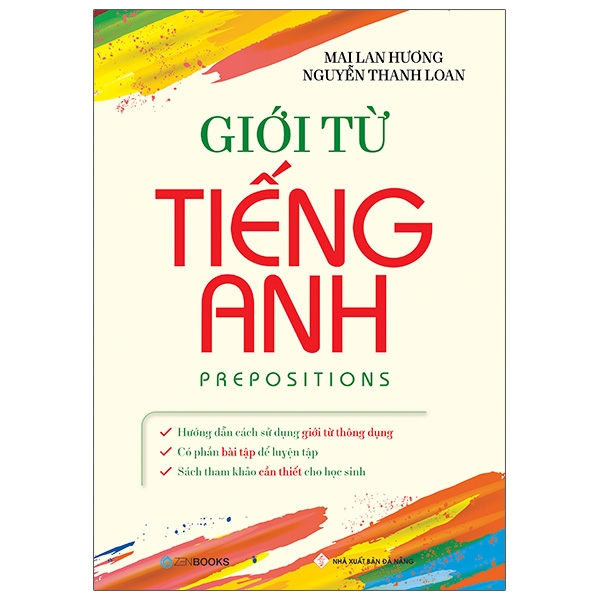 MAI LAN HƯƠNG
NGUYỄN THANH LOAN
GIỚI TỪ
TIẾNG
ANH
PREPOSITIONS
Hướng dẫn cách sử dụng giới từ thông dụng
Có phần bài tập để luyện tập
Sách tham khảo cần thiết cho học sinh
ZENBOOKS
NHÀ XUẤT BẢN ĐÀ NẴNG